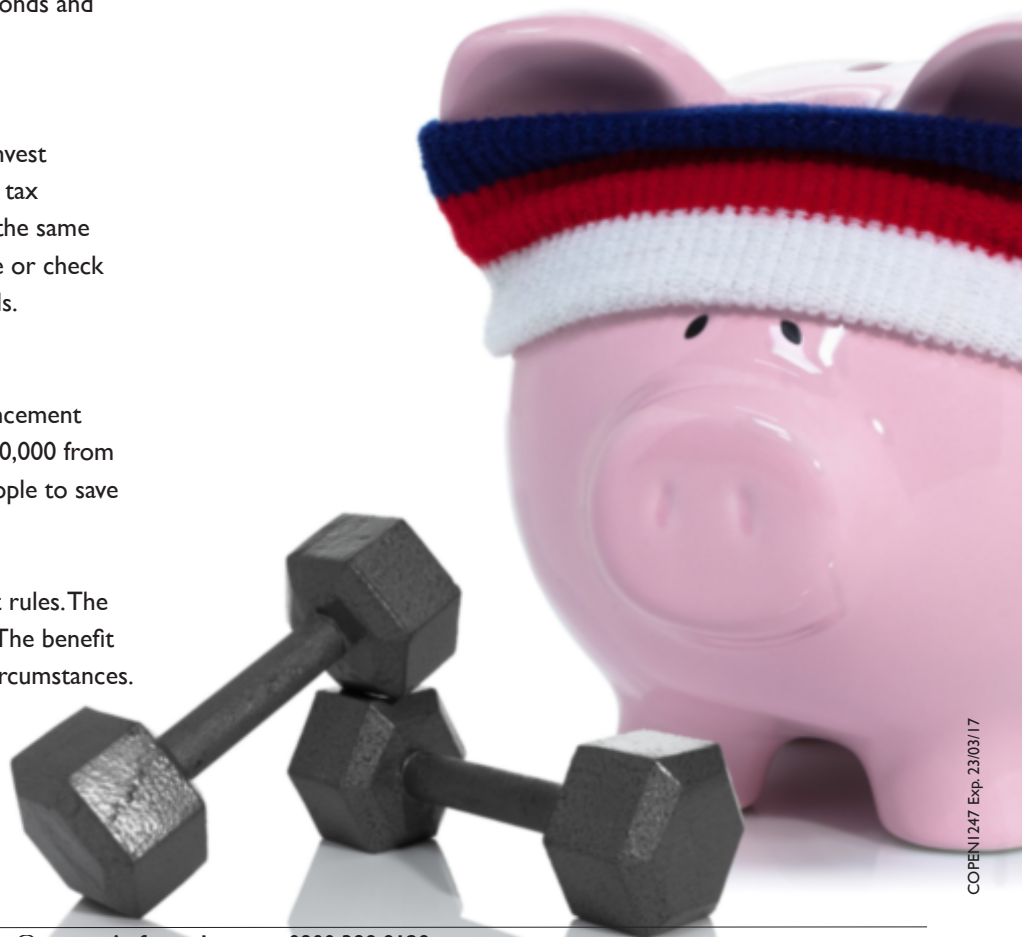 onds and
nvest
tax
the same
e or check
ls.
ncement
0,000 from
ople to save
rules. The
The benefit
rcumstances.
COPEN1247 Exp. 23/03/17